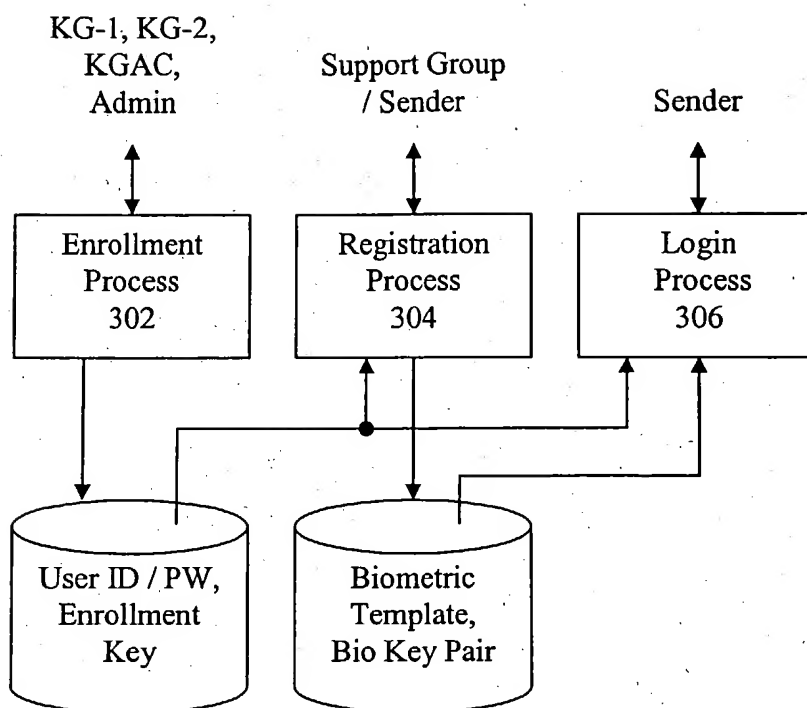 KG-1, KG-2,
KGAC,
Admin
Support Group
/ Sender
Sender
Enrollment
Process
302
Registration
Process
304
Login
Process
306
User ID / PW,
Enrollment
Key
Biometric
Template,
Bio Key Pair